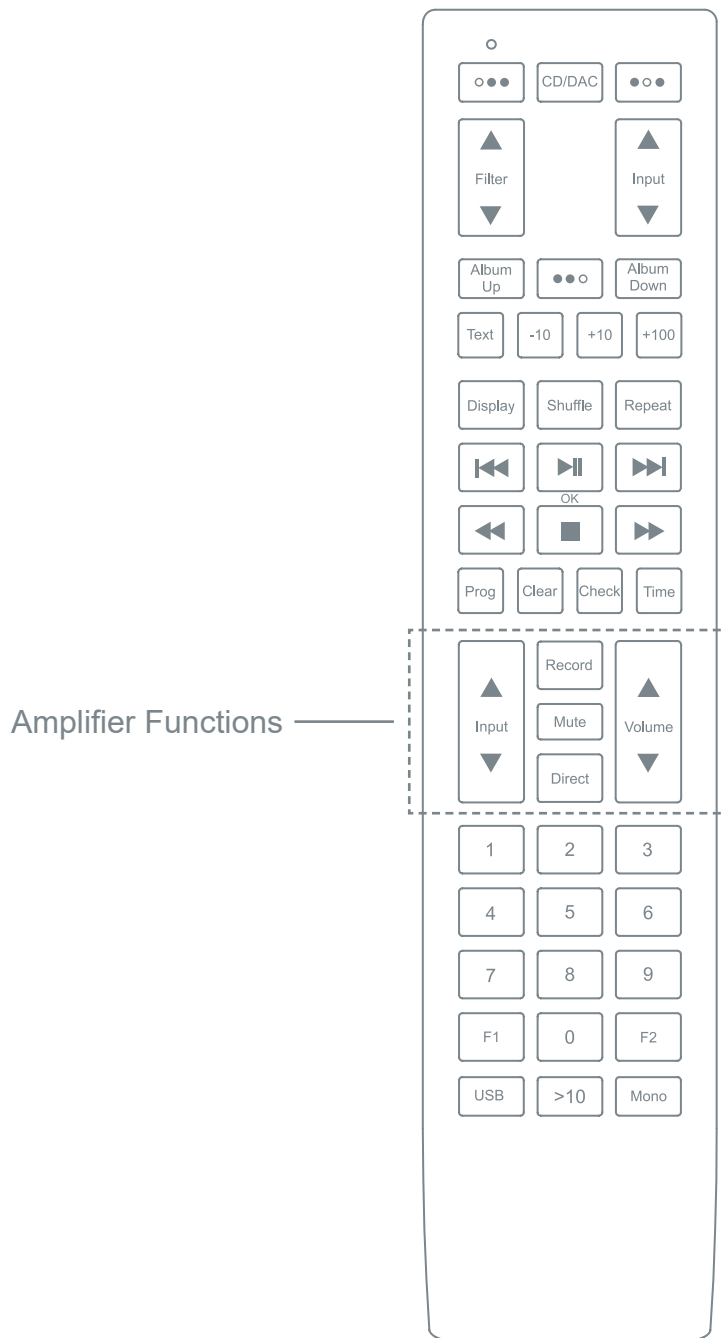 CD/DAC
Filter
Input
Album
Up
Album
Down
Text
-10
+10
+100
Display
Shuffle
Repeat
OK
Prog
Clear
Check
Time
Amplifier Functions
Input
Record
Mute
Direct
Volume
1
2
3
4
5
6
7
8
9
F1
0
F2
USB
>10
Mono